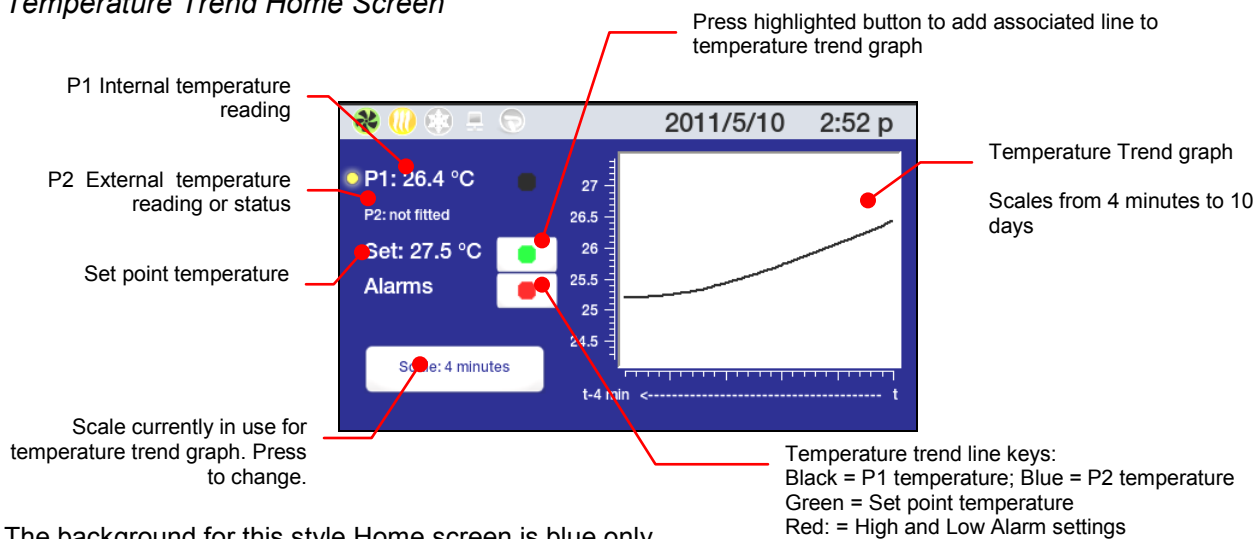 Temperature Trend Home Screen
Press highlighted button to add associated line to
temperature trend graph
P1 Internal temperature
reading
P2 External temperature
reading or status
Set point temperature
Scale currently in use for
temperature trend graph. Press
to change.
2011/5/10 2:52 p
P1: 26.4 °C
P2: not fitted
Set: 27.5 °C
Alarms
Scale: 4 minutes
27
26.5
26
25.5
25
24.5
t-4 min <--------------------------------------- t
Temperature Trend graph
Scales from 4 minutes to 10
days
Temperature trend line keys:
Black = P1 temperature; Blue = P2 temperature
Green = Set point temperature
Red: = High and Low Alarm settings
The background for this style Home screen is blue only